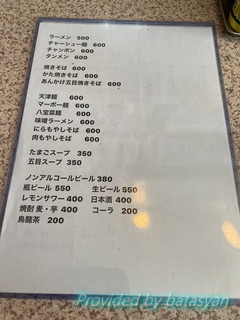 ラーメン 500
チャーシュー麺 600
チャンポン 600
タンメン 600
焼きそば 600
かた焼きそば 600
あんかけ五目焼きそば 600
天津麺 600
マーボー麺 600
八宝菜麺 600
味噌ラーメン 600
にらもやしそば 600
肉もやしそば 600
たまごスープ 350
五目スープ 350
ノンアルコールビール 380
瓶ビール 550 生ビール 550
レモンサワー 400 日本酒 400
焼酎 麦・芋 400 コーラ 200
烏龍茶 200
Provided by batasyan